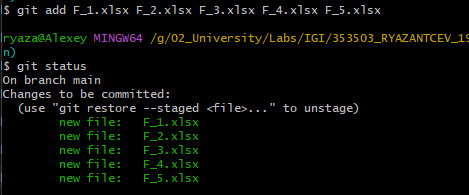 $ git add F_1.xlsx F_2.xlsx F_3.xlsx F_4.xlsx F_5.xlsx
ryaza@Alexey MINGW64 /g/02_University/Labs/IGI/353503_RYAZANTCEV_19
n)
$ git status
On branch main
Changes to be committed:
(use "git restore --staged <file>..." to unstage)
new file: F_1.xlsx
new file: F_2.xlsx
new file: F_3.xlsx
new file: F_4.xlsx
new file: F_5.xlsx